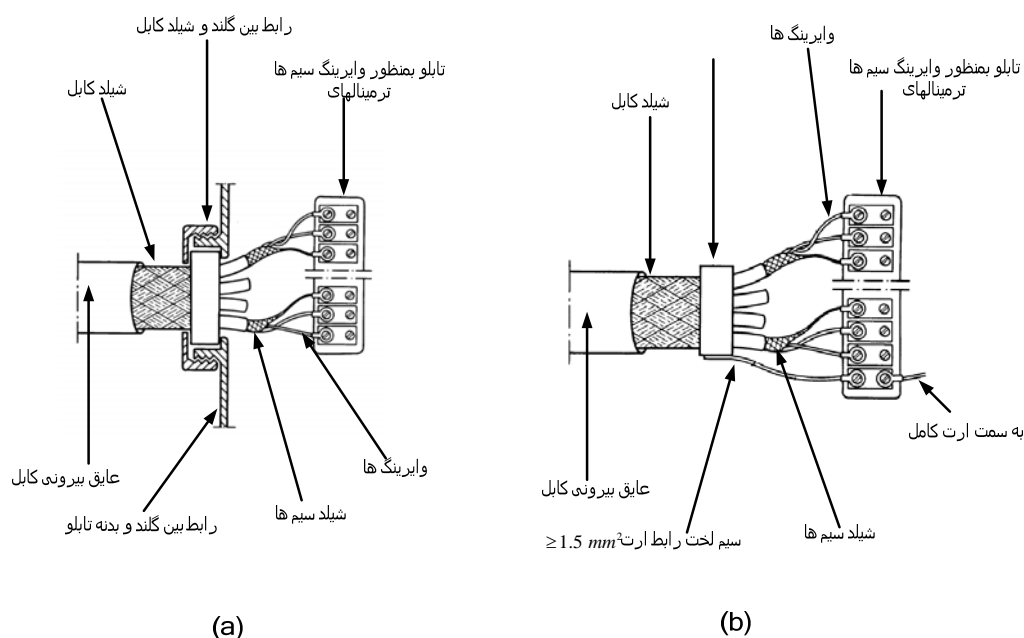 رابط بین گلند و شیلد کابل
شیلد کابل
تابلو بمنظور وایرینگ سیم ها
ترمینالهای
عایق بیرونی کابل
رابط بین گلند و بدنه تابلو
شیلد سیم ها
وایرینگ ها
(a)
وایرینگ ها
شیلد کابل
تابلو بمنظور وایرینگ سیم ها
ترمینالهای
به سمت ارت کامل
عایق بیرونی کابل
سیم لخت رابط ارت ≥1.5 mm²
شیلد سیم ها
(b)